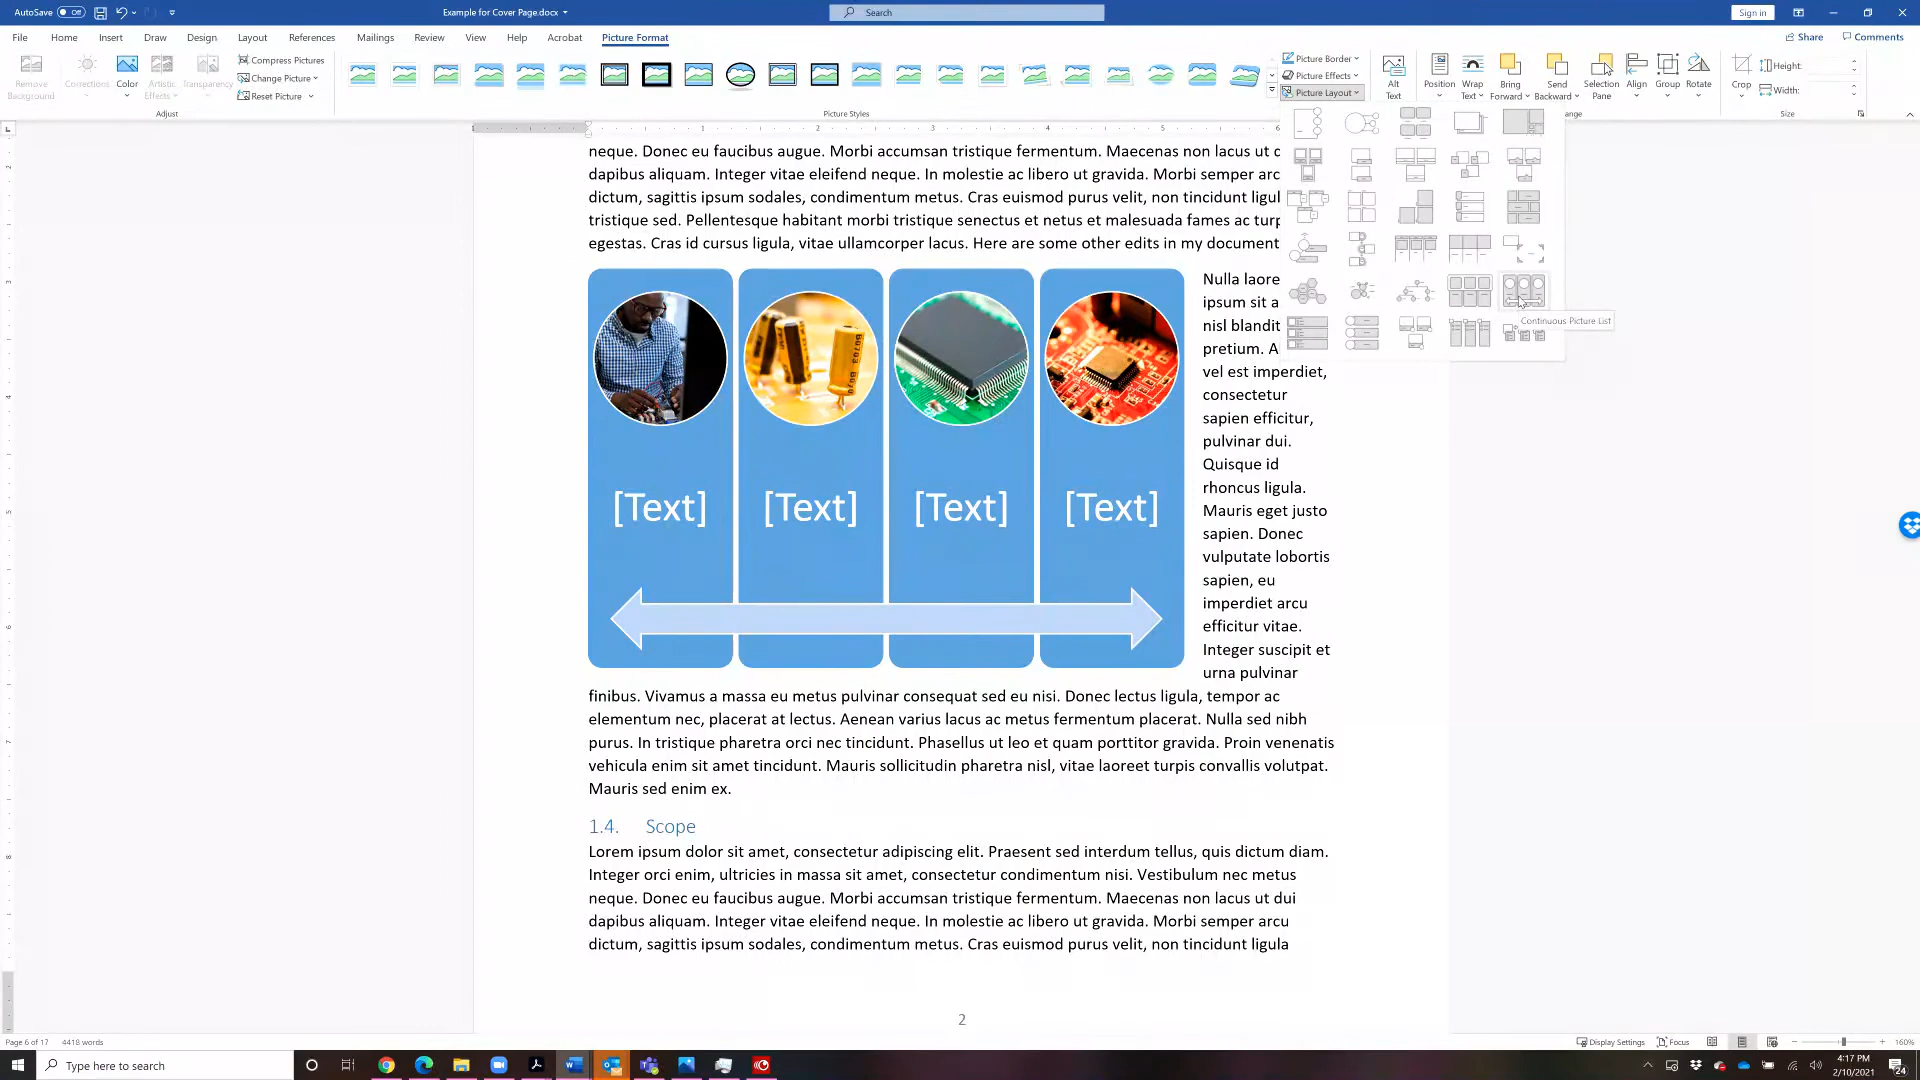 AutoSave Off
Example for Cover Page.docx
Search
Sign in
File Home Insert Draw Design Layout References Mailings Review View Help Acrobat Picture Format
Share Comments
Remove Background
Corrections
Color
Artistic Effects
Transparency
Compress Pictures
Change Picture
Reset Picture
Adjust
Picture Styles
Picture Border
Picture Effects
Picture Layout
Alt Text
Position
Wrap Text
Bring Forward
Send Backward
Selection Pane
Align
Group
Rotate
Crop
Height:
Width:
Size
Continuous Picture List
neque. Donec eu faucibus augue. Morbi accumsan tristique fermentum. Maecenas non lacus ut d
dapibus aliquam. Integer vitae eleifend neque. In molestie ac libero ut gravida. Morbi semper arc
dictum, sagittis ipsum sodales, condimentum metus. Cras euismod purus velit, non tincidunt ligul
tristique sed. Pellentesque habitant morbi tristique senectus et netus et malesuada fames ac turp
egestas. Cras id cursus ligula, vitae ullamcorper lacus. Here are some other edits in my document
[Text] [Text] [Text] [Text]
Nulla laore
ipsum sit a
nisl blandit
pretium. A
vel est imperdiet,
consectetur
sapien efficitur,
pulvinar dui.
Quisque id
rhoncus ligula.
Mauris eget justo
sapien. Donec
vulputate lobortis
sapien, eu
imperdiet arcu
efficitur vitae.
Integer suscipit et
urna pulvinar
finibus. Vivamus a massa eu metus pulvinar consequat sed eu nisi. Donec lectus ligula, tempor ac
elementum nec, placerat at lectus. Aenean varius lacus ac metus fermentum placerat. Nulla sed nibh
purus. In tristique pharetra orci nec tincidunt. Phasellus ut leo et quam porttitor gravida. Proin venenatis
vehicula enim sit amet tincidunt. Mauris sollicitudin pharetra nisl, vitae laoreet turpis convallis volutpat.
Mauris sed enim ex.
1.4. Scope
Lorem ipsum dolor sit amet, consectetur adipiscing elit. Praesent sed interdum tellus, quis dictum diam.
Integer orci enim, ultricies in massa sit amet, consectetur condimentum nisi. Vestibulum nec metus
neque. Donec eu faucibus augue. Morbi accumsan tristique fermentum. Maecenas non lacus ut dui
dapibus aliquam. Integer vitae eleifend neque. In molestie ac libero ut gravida. Morbi semper arcu
dictum, sagittis ipsum sodales, condimentum metus. Cras euismod purus velit, non tincidunt ligula
2
Page 6 of 17 4418 words
Display Settings Focus 160%
Type here to search
4:17 PM
2/10/2021
24